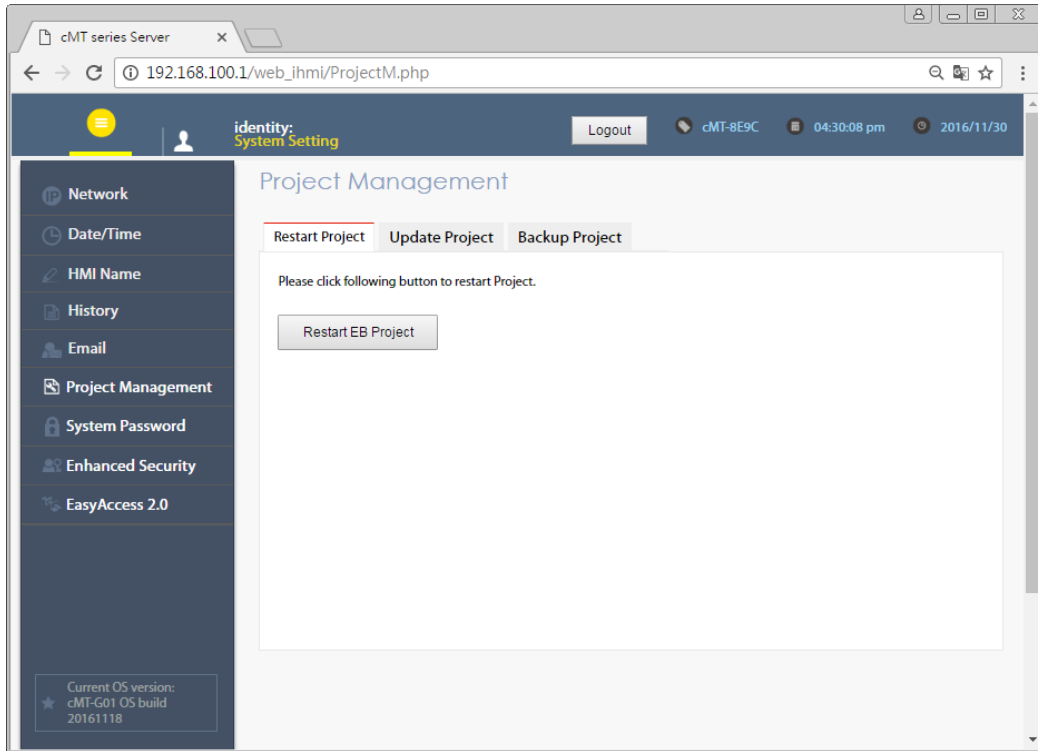 cMT series Server
192.168.100.1/web_ihmi/ProjectM.php
identity:
System Setting
Logout
cMT-8E9C
04:30:08 pm
2016/11/30
Network
Date/Time
HMI Name
History
Email
Project Management
System Password
Enhanced Security
EasyAccess 2.0
Current OS version:
cMT-G01 OS build
20161118
Project Management
Restart Project
Update Project
Backup Project
Please click following button to restart Project.
Restart EB Project